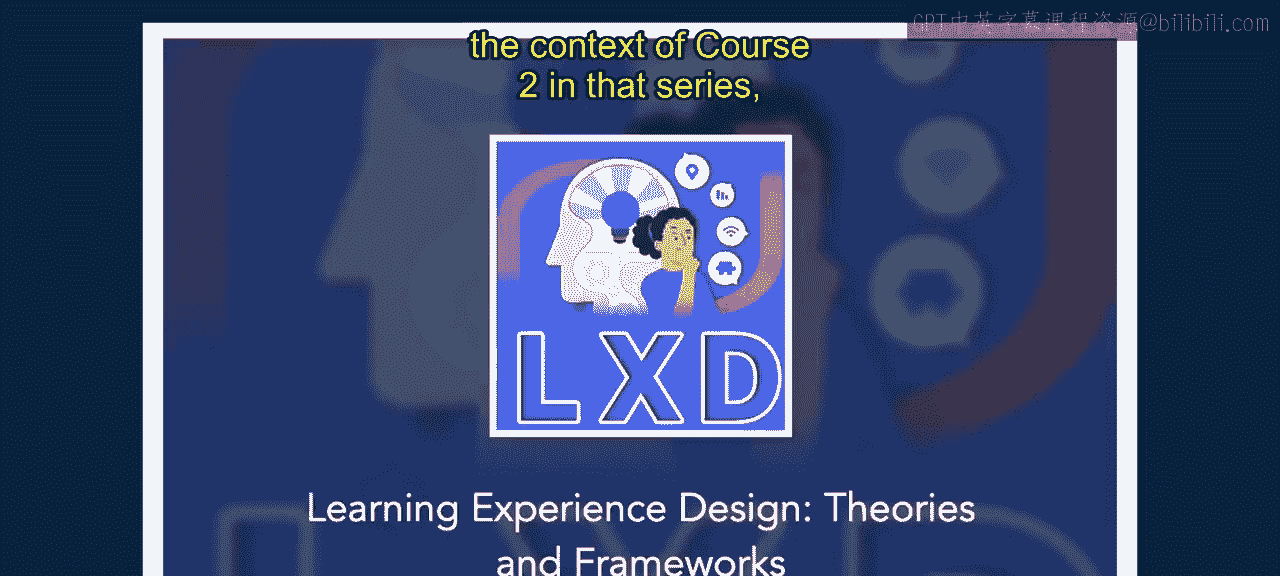 GPT中英字幕课程资源@bilibili.com
the context of Course
2 in that series,
LXD
Learning Experience Design: Theories
and Frameworks